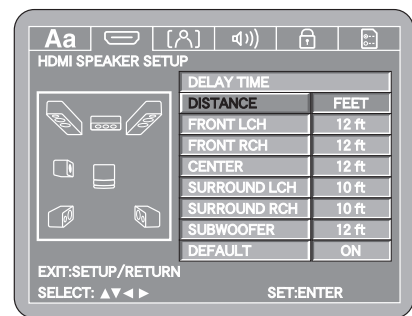 Aa
HDMI SPEAKER SETUP
DELAY TIME
DISTANCE FEET
FRONT LCH 12 ft
FRONT RCH 12 ft
CENTER 12 ft
SURROUND LCH 10 ft
SURROUND RCH 10 ft
SUBWOOFER 12 ft
DEFAULT ON
EXIT:SETUP/RETURN
SELECT: ▲▼◄► SET:ENTER